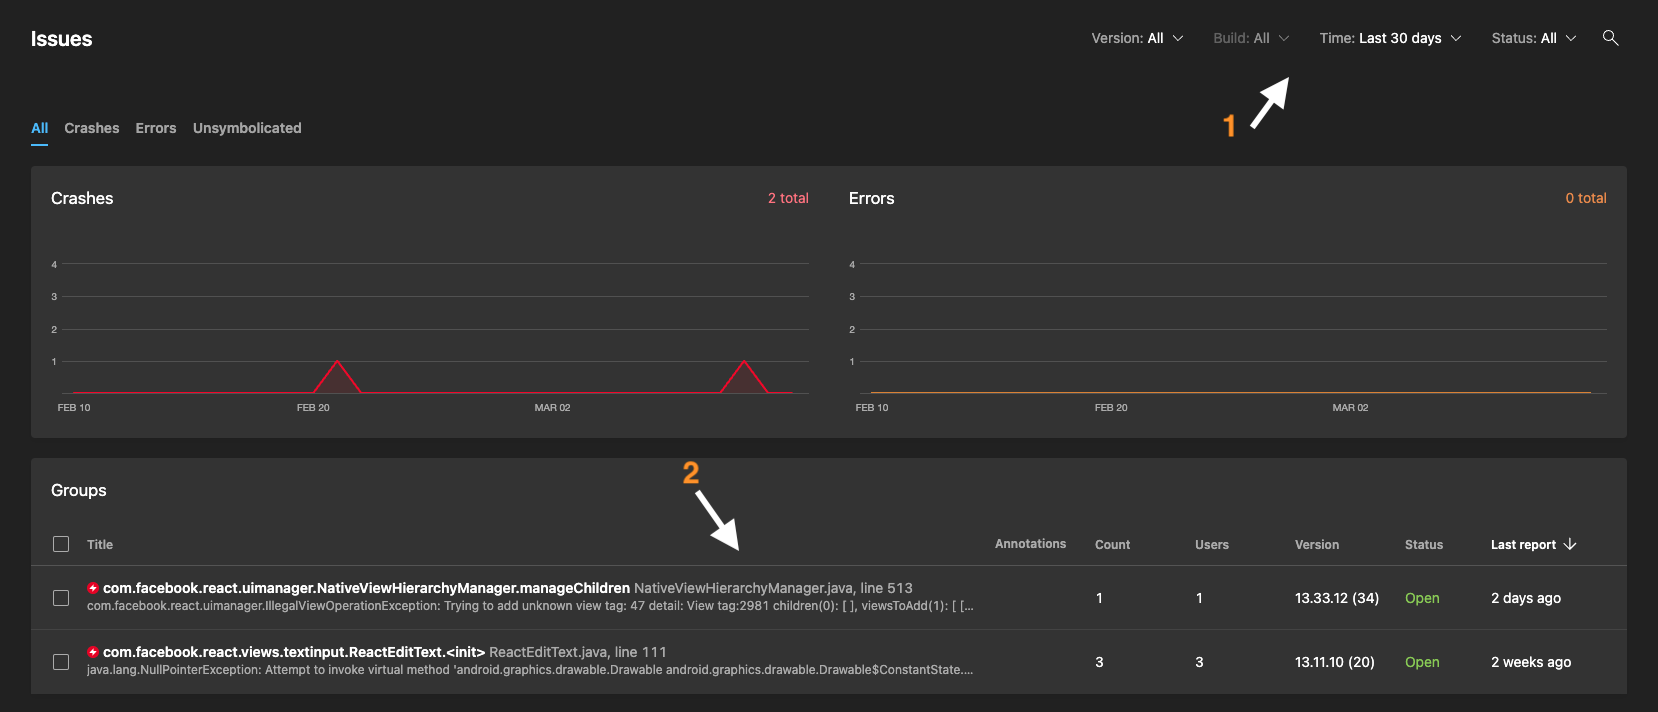 Issues
Version: All
Build: All
Time: Last 30 days
Status: All
1
All Crashes Errors Unsymbolicated
Crashes
2 total
4
3
2
1
FEB 10 FEB 20 MAR 02
Errors
0 total
4
3
2
1
FEB 10 FEB 20 MAR 02
2
Groups
Title Annotations Count Users Version Status Last report
com.facebook.react.uimanager.NativeViewHierarchyManager.manageChildren NativeViewHierarchyManager.java, line 513
com.facebook.react.uimanager.IllegalViewOperationException: Trying to add unknown view tag: 47 detail: View tag:2981 children(0): [ ], viewsToAdd(1): [ [...
1 1 13.33.12 (34) Open 2 days ago
com.facebook.react.views.textinput.ReactEditText.<init> ReactEditText.java, line 111
java.lang.NullPointerException: Attempt to invoke virtual method 'android.graphics.drawable.Drawable android.graphics.drawable.Drawable$ConstantState....
3 3 13.11.10 (20) Open 2 weeks ago